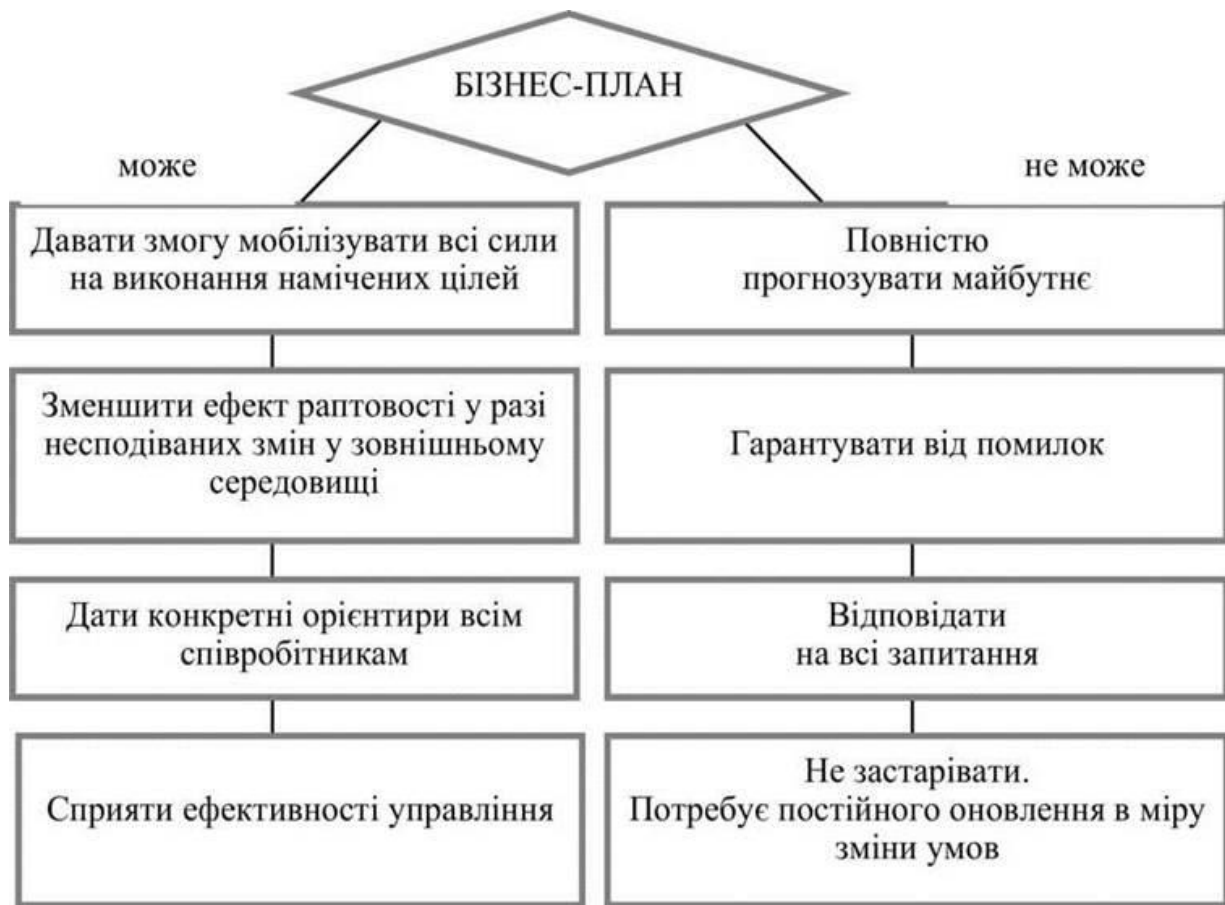 БІЗНЕС-ПЛАН
може
не може
Давати змогу мобілізувати всі сили
на виконання намічених цілей
Повністю
прогнозувати майбутнє
Зменшити ефект раптовості у разі
несподіваних змін у зовнішньому
середовищі
Гарантувати від помилок
Дати конкретні орієнтири всім
співробітникам
Відповідати
на всі запитання
Сприяти ефективності управління
Не застарівати.
Потребує постійного оновлення в міру
зміни умов